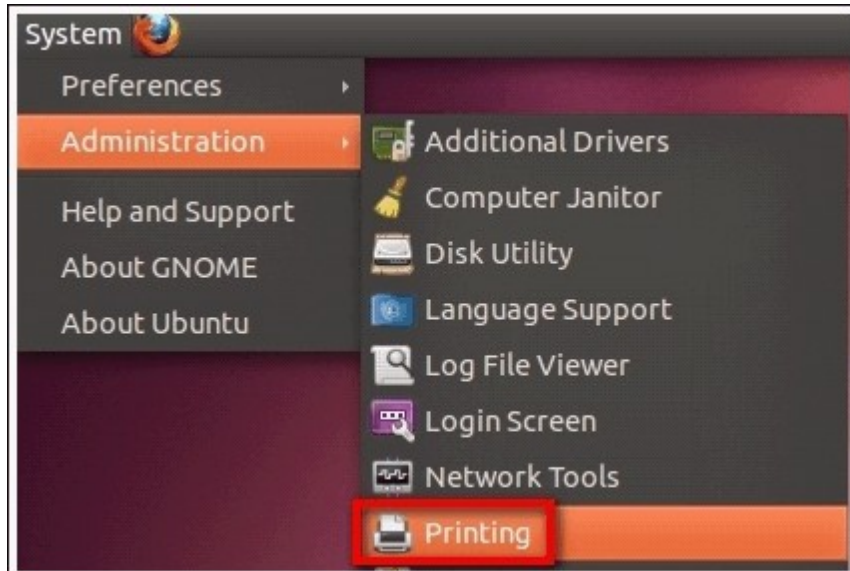 System
Preferences
Administration
Help and Support
About GNOME
About Ubuntu
Additional Drivers
Computer Janitor
Disk Utility
Language Support
Log File Viewer
Login Screen
Network Tools
Printing